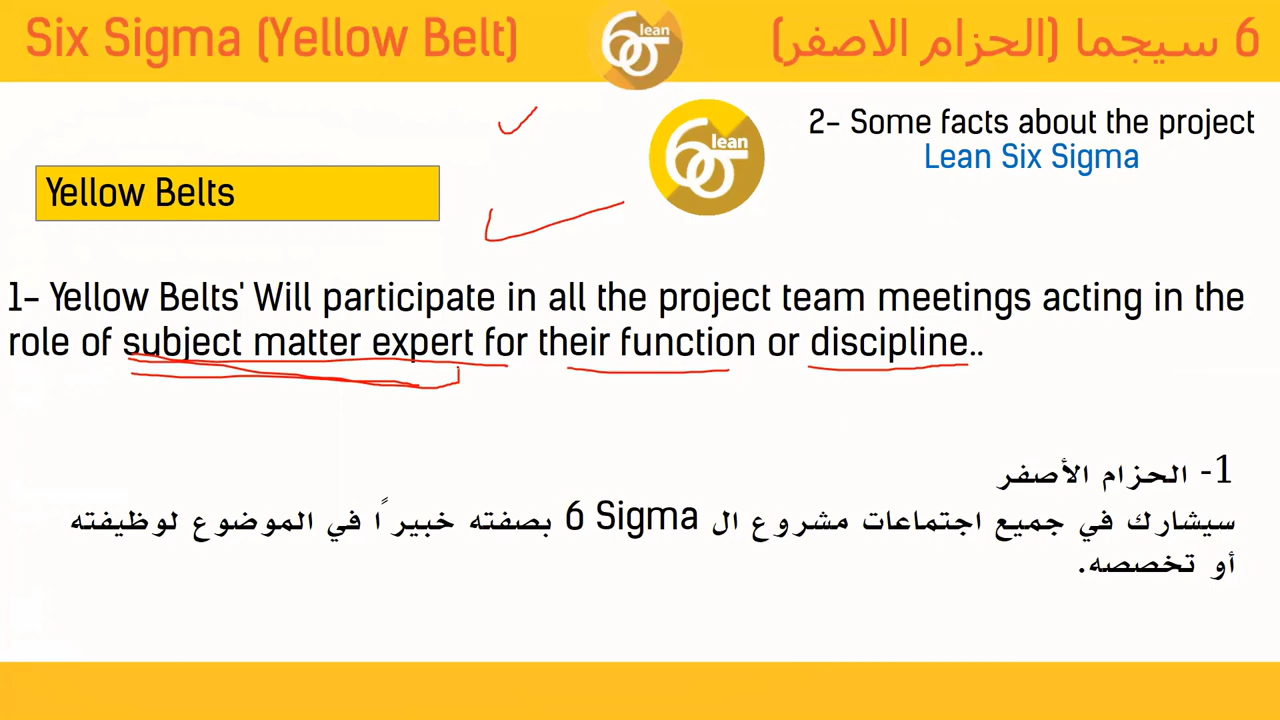 Six Sigma (Yellow Belt)
6σ lean
6 سيجما (الحزام الاصفر)
6σ lean
2- Some facts about the project
Lean Six Sigma
Yellow Belts
1- Yellow Belts' Will participate in all the project team meetings acting in the
role of subject matter expert for their function or discipline..
1- الحزام الأصفر
سيشارك في جميع اجتماعات مشروع ال 6 Sigma بصفته خبيرًا في الموضوع لوظيفته
أو تخصصه.